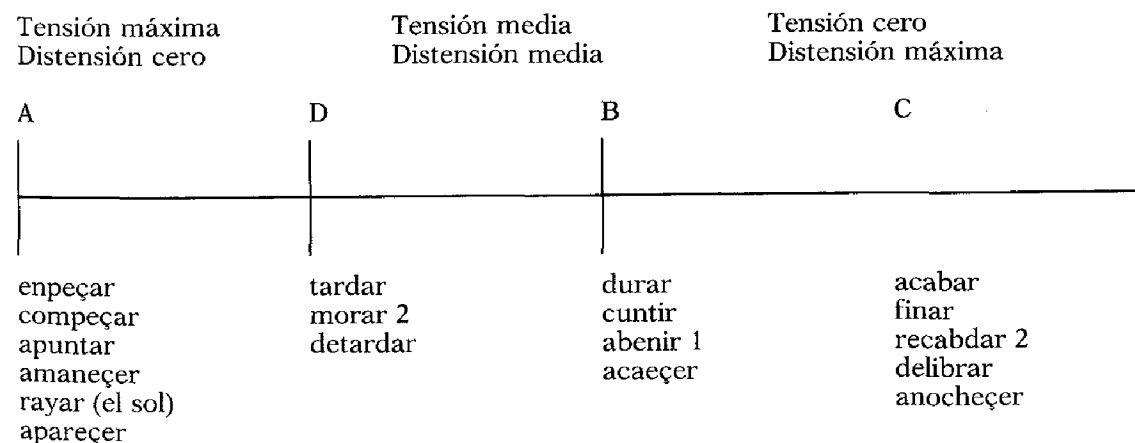 Tensión máxima Tensión media Tensión cero
Distensión cero Distensión media Distensión máxima
A D B C
enpeçar tardar durar acabar
compeçar morar 2 cuntir finar
apuntar detardar abenir 1 recabdar 2
amaneçer acaeçer delibrar
rayar (el sol) anocheçer
apareçer